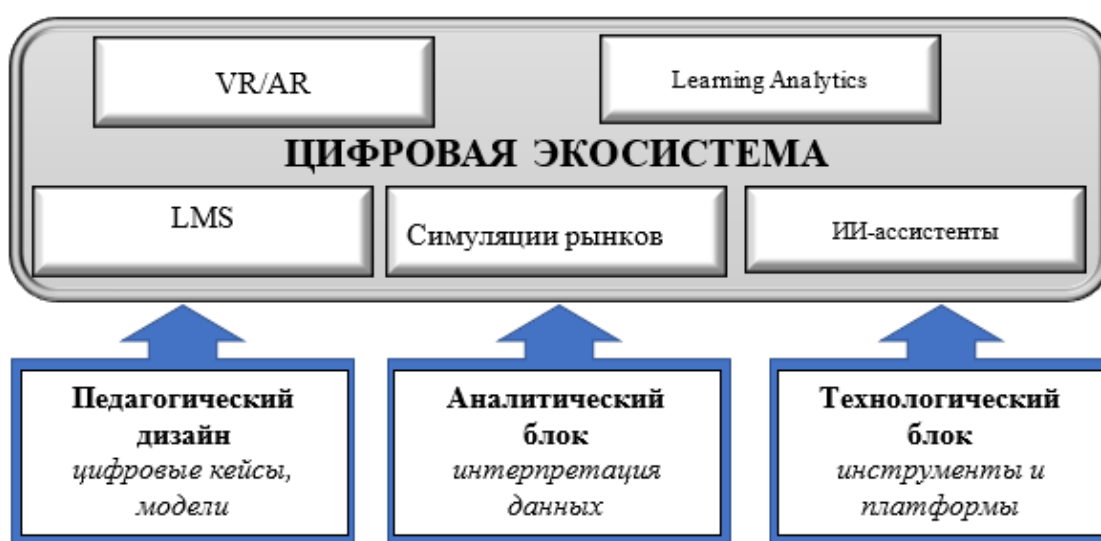 VR/AR
Learning Analytics
ЦИФРОВАЯ ЭКОСИСТЕМА
LMS
Симуляции рынков
ИИ-ассистенты
Педагогический
дизайн
цифровые кейсы,
модели
Аналитический
блок
интерпретация
данных
Технологический
блок
инструменты и
платформы